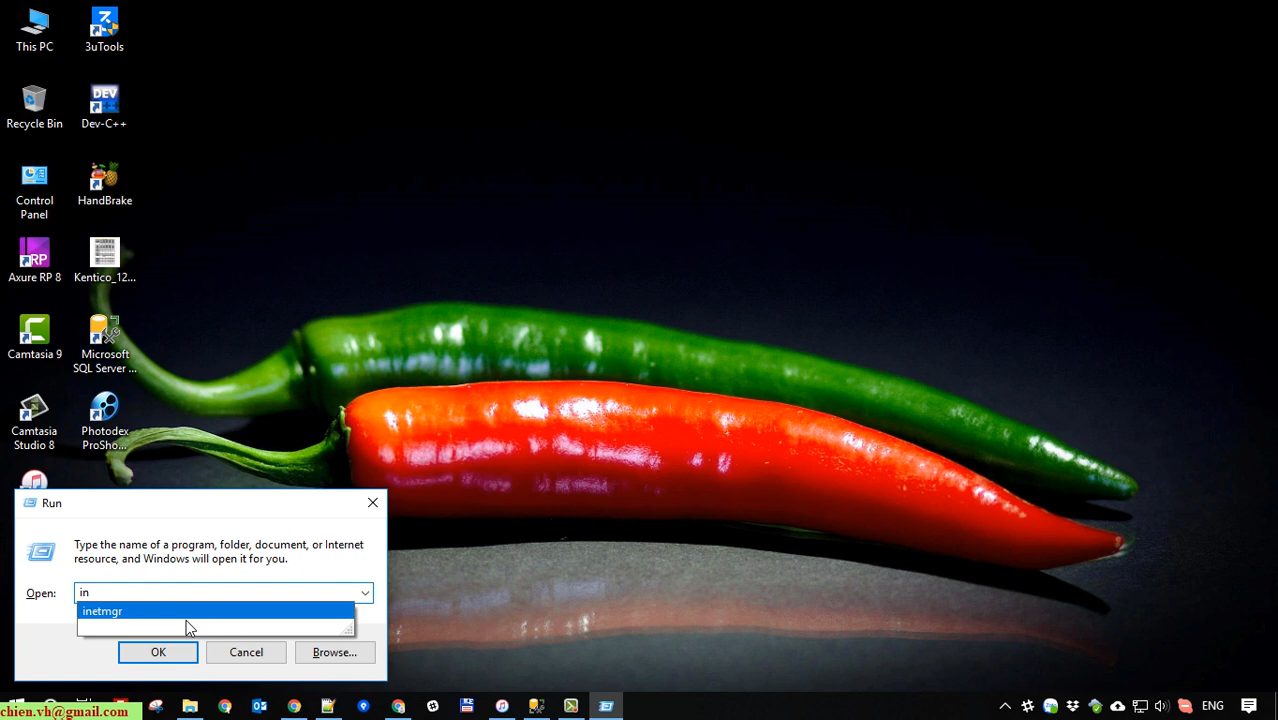 This PC
3uTools
Recycle Bin
DEV
Dev-C++
Control
Panel
HandBrake
RP
Axure RP 8
Kentico_12...
Camtasia 9
Microsoft
SQL Server ...
Camtasia
Studio 8
Photodex
ProSho...
Run
Type the name of a program, folder, document, or Internet
resource, and Windows will open it for you.
Open:
in
inetmgr
OK
Cancel
Browse...
chien.vh@gmail.com
ENG